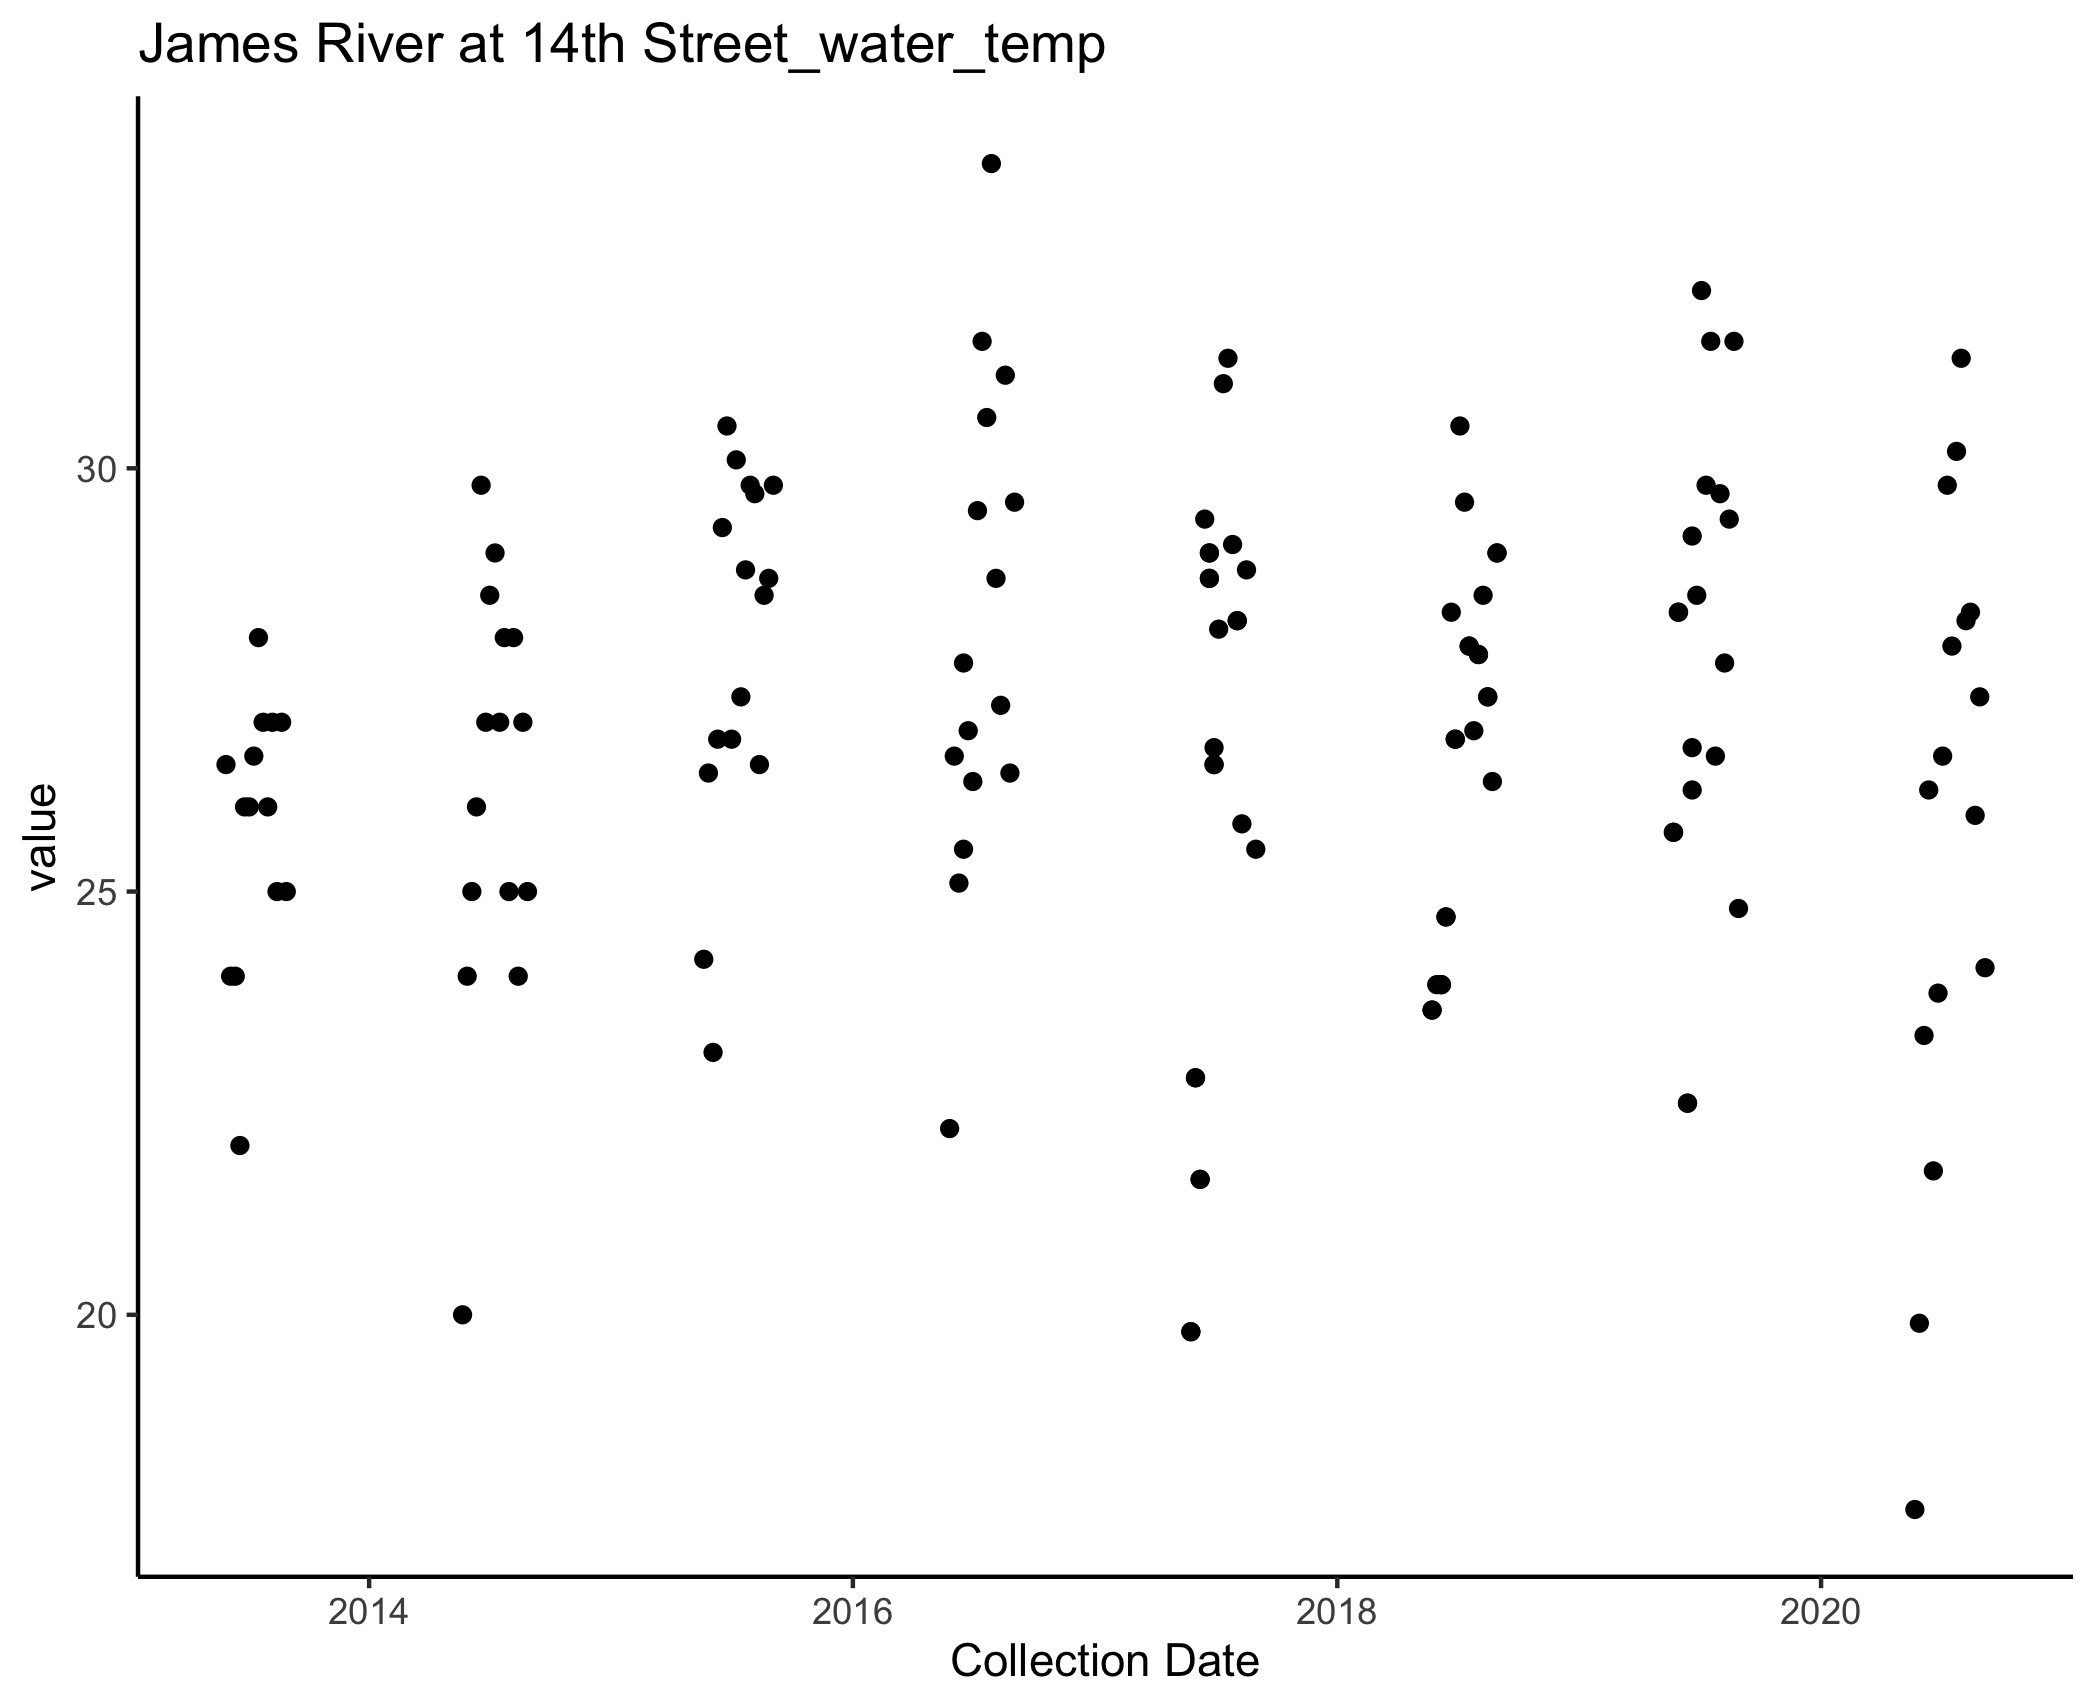 James River at 14th Street_water_temp
value
30
25
20
2014 2016 2018 2020
Collection Date